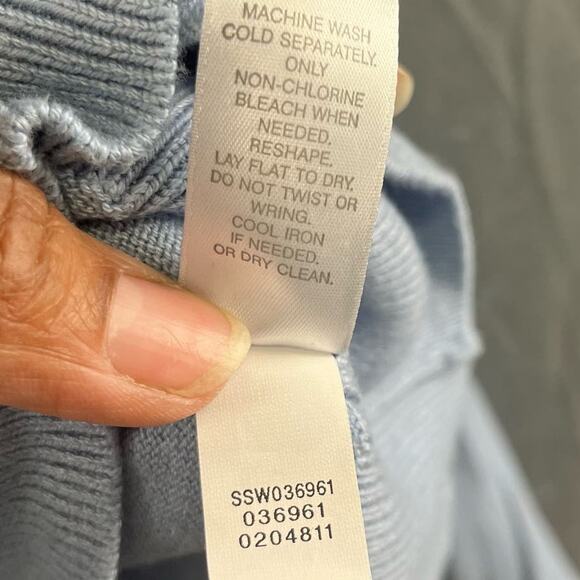 MACHINE WASH
COLD SEPARATELY.
ONLY
NON-CHLORINE
BLEACH WHEN
NEEDED.
RESHAPE.
LAY FLAT TO DRY.
DO NOT TWIST OR
WRING.
COOL IRON
IF NEEDED.
OR DRY CLEAN.
SSW036961
036961
0204811